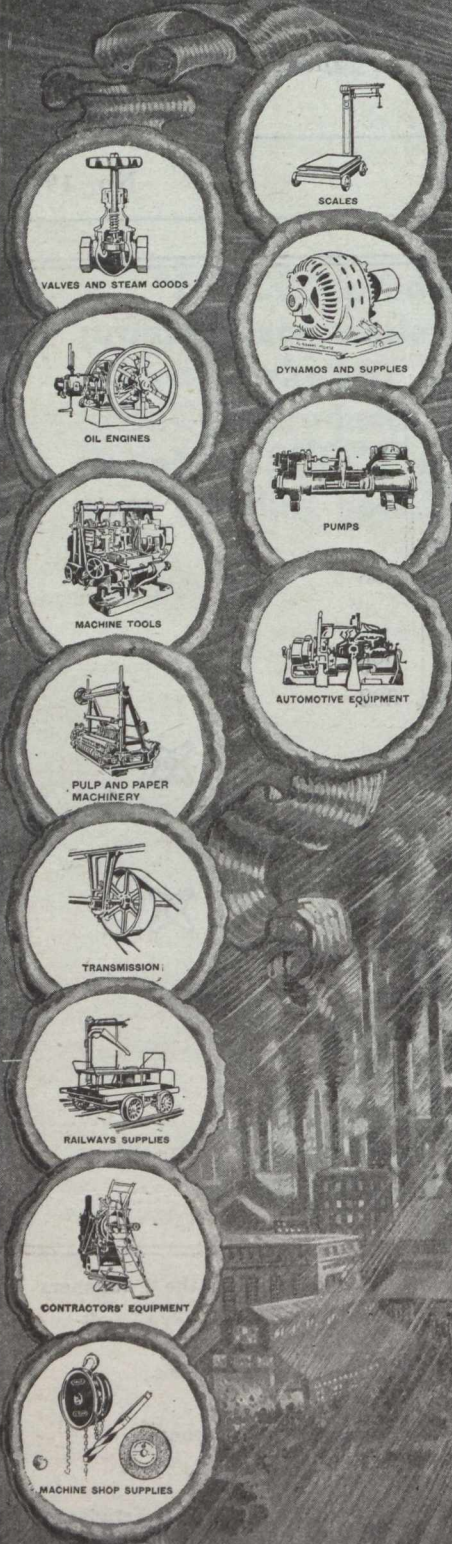 VALVES AND STEAM GOODS
OIL ENGINES
MACHINE TOOLS
PULP AND PAPER
MACHINERY
TRANSMISSION
RAILWAYS SUPPLIES
CONTRACTORS' EQUIPMENT
MACHINE SHOP SUPPLIES
SCALES
DYNAMOS AND SUPPLIES
PUMPS
AUTOMOTIVE EQUIPMENT